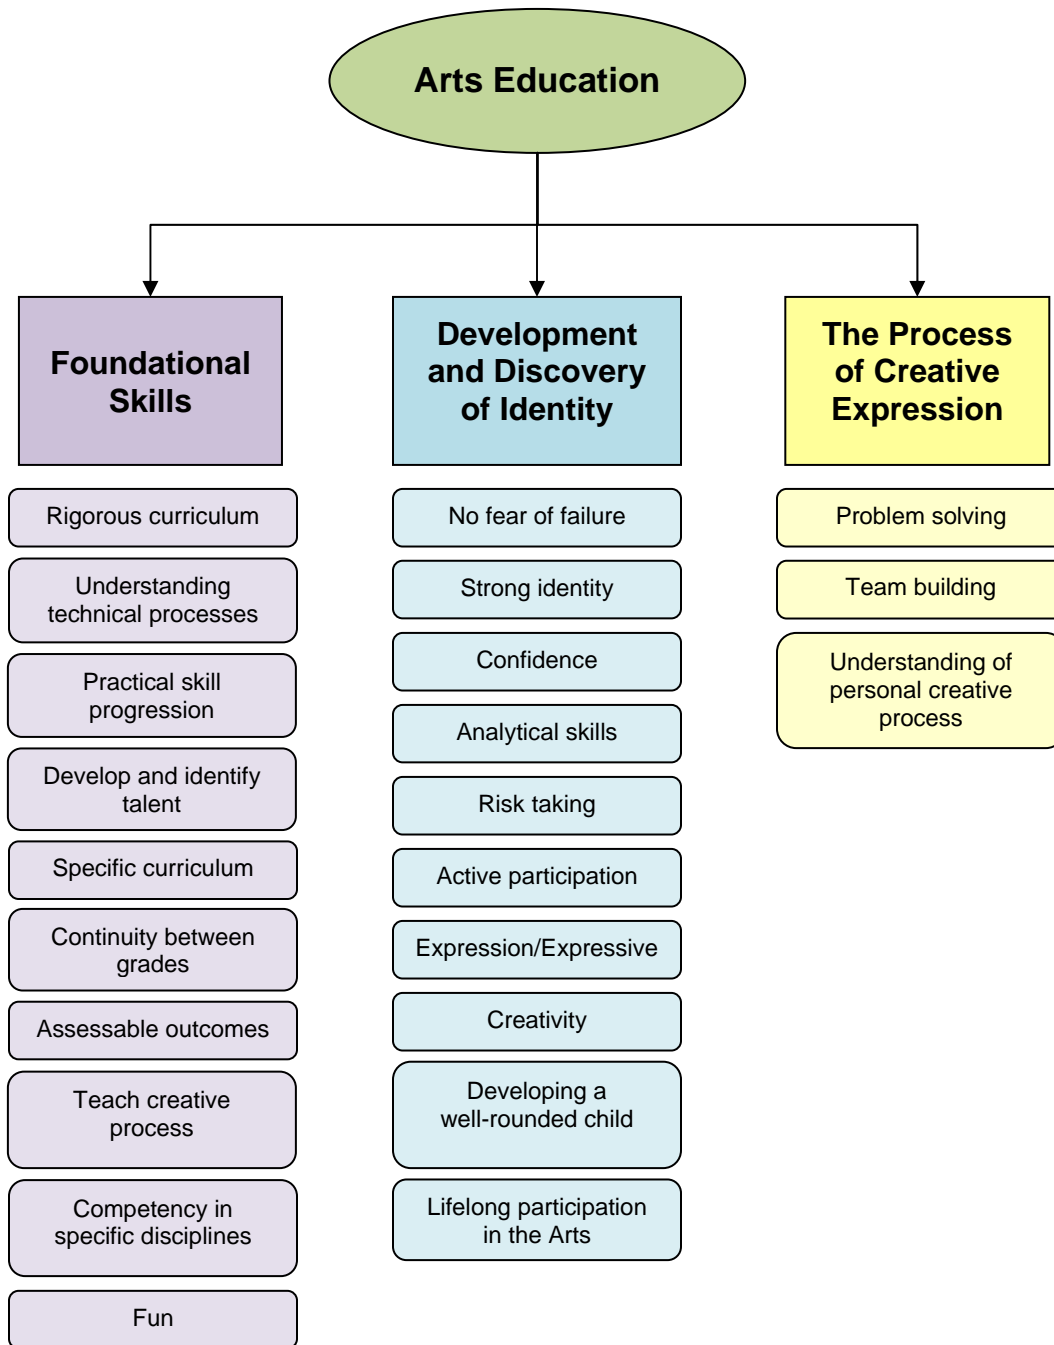 Arts Education
Foundational
Skills
Rigorous curriculum
Understanding
technical processes
Practical skill
progression
Develop and identify
talent
Specific curriculum
Continuity between
grades
Assessable outcomes
Teach creative
process
Competency in
specific disciplines
Fun
Development
and Discovery
of Identity
No fear of failure
Strong identity
Confidence
Analytical skills
Risk taking
Active participation
Expression/Expressive
Creativity
Developing a
well-rounded child
Lifelong participation
in the Arts
The Process
of Creative
Expression
Problem solving
Team building
Understanding of
personal creative
process